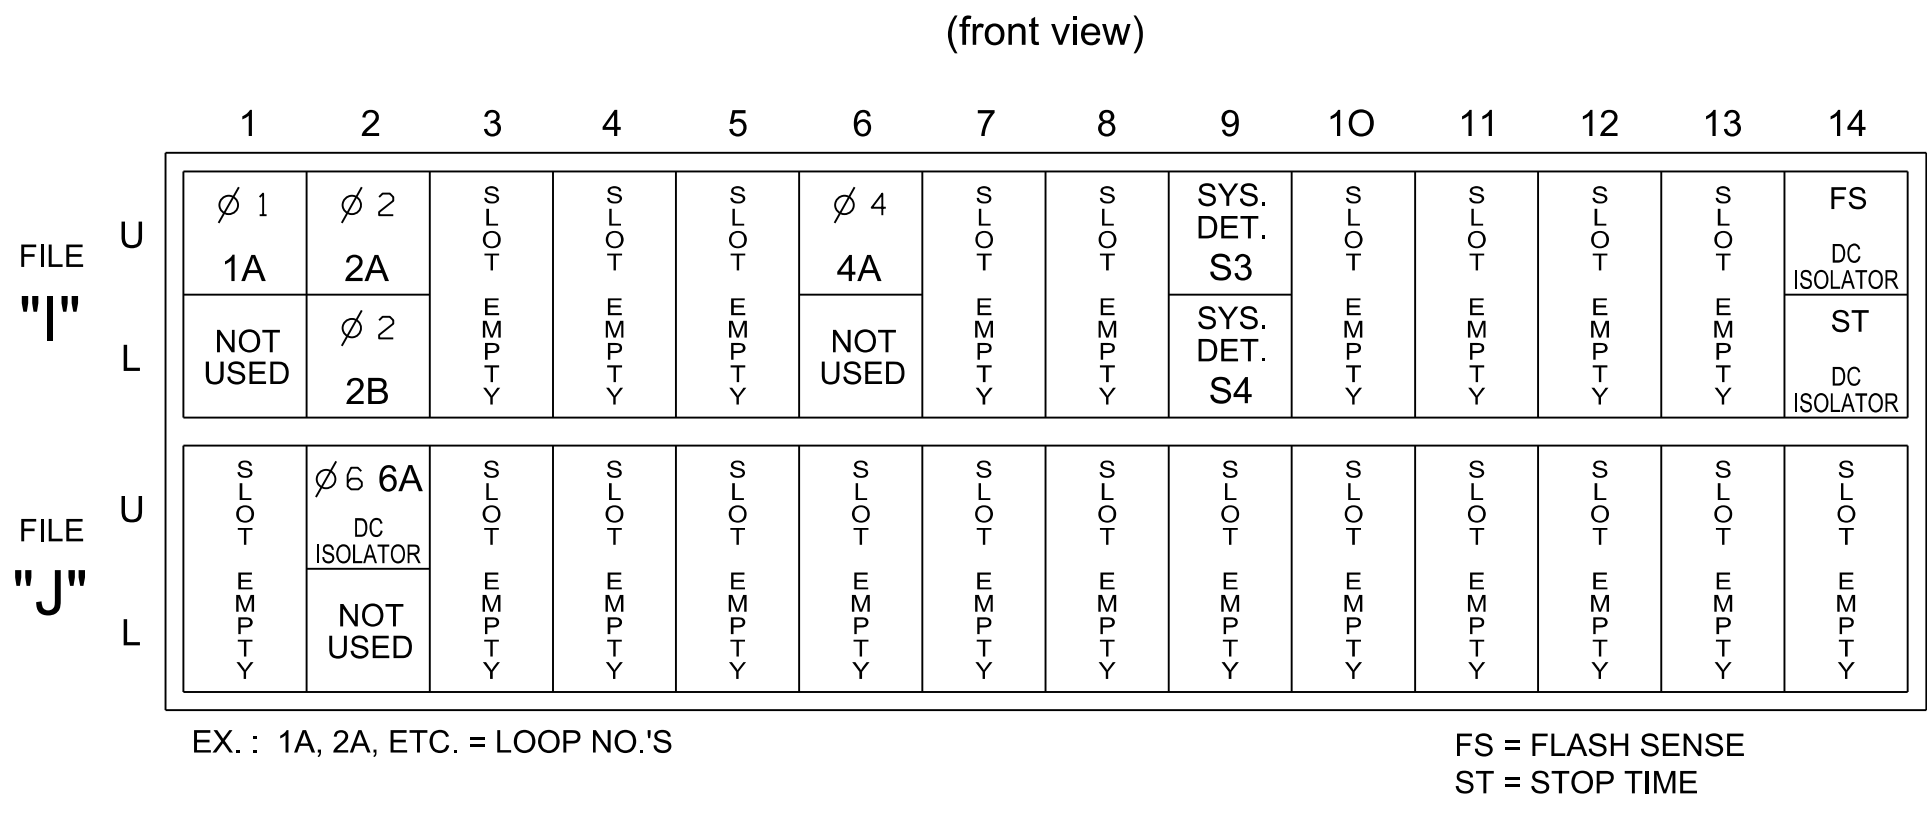 (front view)
1 2 3 4 5 6 7 8 9 10 11 12 13 14
FILE
"I"
U
L
Ø 1
1A
NOT
USED
Ø 2
2A
Ø 2
2B
SLOT EMPTY
SLOT EMPTY
SLOT EMPTY
Ø 4
4A
NOT
USED
SLOT EMPTY
SLOT EMPTY
SYS.
DET.
S3
SYS.
DET.
S4
SLOT EMPTY
SLOT EMPTY
SLOT EMPTY
SLOT EMPTY
FS
DC
ISOLATOR
ST
DC
ISOLATOR
FILE
"J"
U
L
SLOT EMPTY
Ø 6 6A
DC
ISOLATOR
NOT
USED
SLOT EMPTY
SLOT EMPTY
SLOT EMPTY
SLOT EMPTY
SLOT EMPTY
SLOT EMPTY
SLOT EMPTY
SLOT EMPTY
SLOT EMPTY
SLOT EMPTY
SLOT EMPTY
SLOT EMPTY
EX. : 1A, 2A, ETC. = LOOP NO.'S
FS = FLASH SENSE
ST = STOP TIME